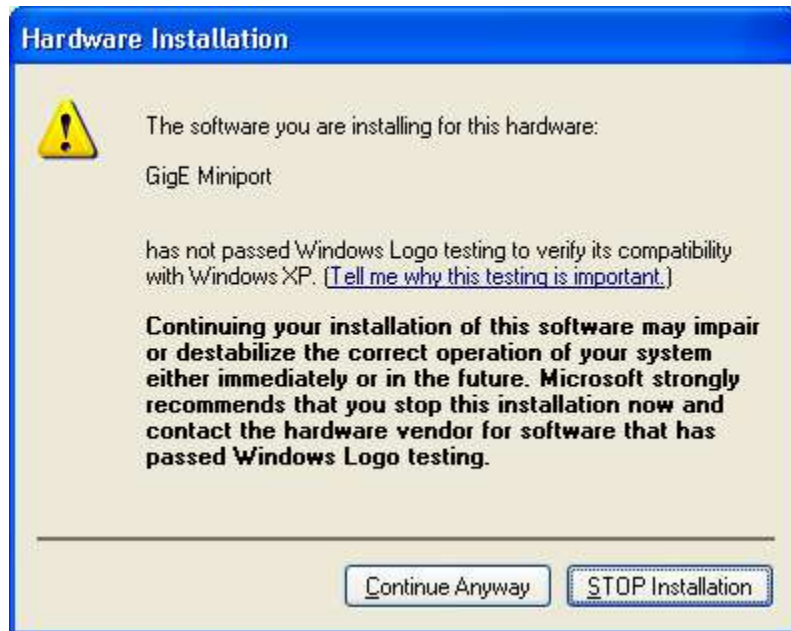 Hardware Installation
The software you are installing for this hardware:
GigE Miniport
has not passed Windows Logo testing to verify its compatibility
with Windows XP. (Tell me why this testing is important.)
Continuing your installation of this software may impair
or destabilize the correct operation of your system
either immediately or in the future. Microsoft strongly
recommends that you stop this installation now and
contact the hardware vendor for software that has
passed Windows Logo testing.
Continue Anyway
STOP Installation